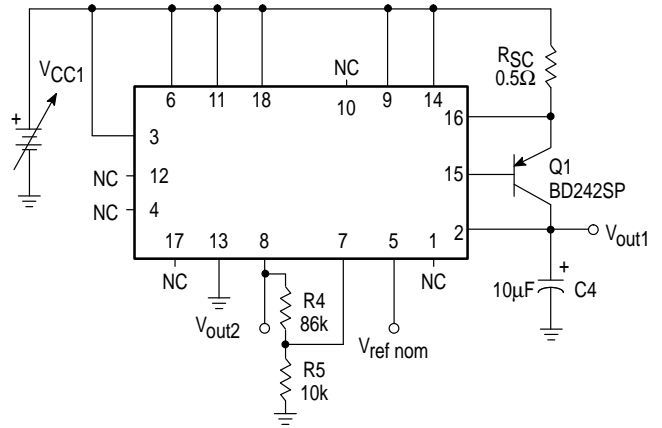 V_CC1
+
R_SC
0.5Ω
NC
6 11 18 10 9 14
16
3
Q1
BD242SP
15
NC 12
NC 4
2
V_out1
17 13 8 7 5 1
NC
NC
+
10µF C4
R4
86k
V_out2
V_ref nom
R5
10k